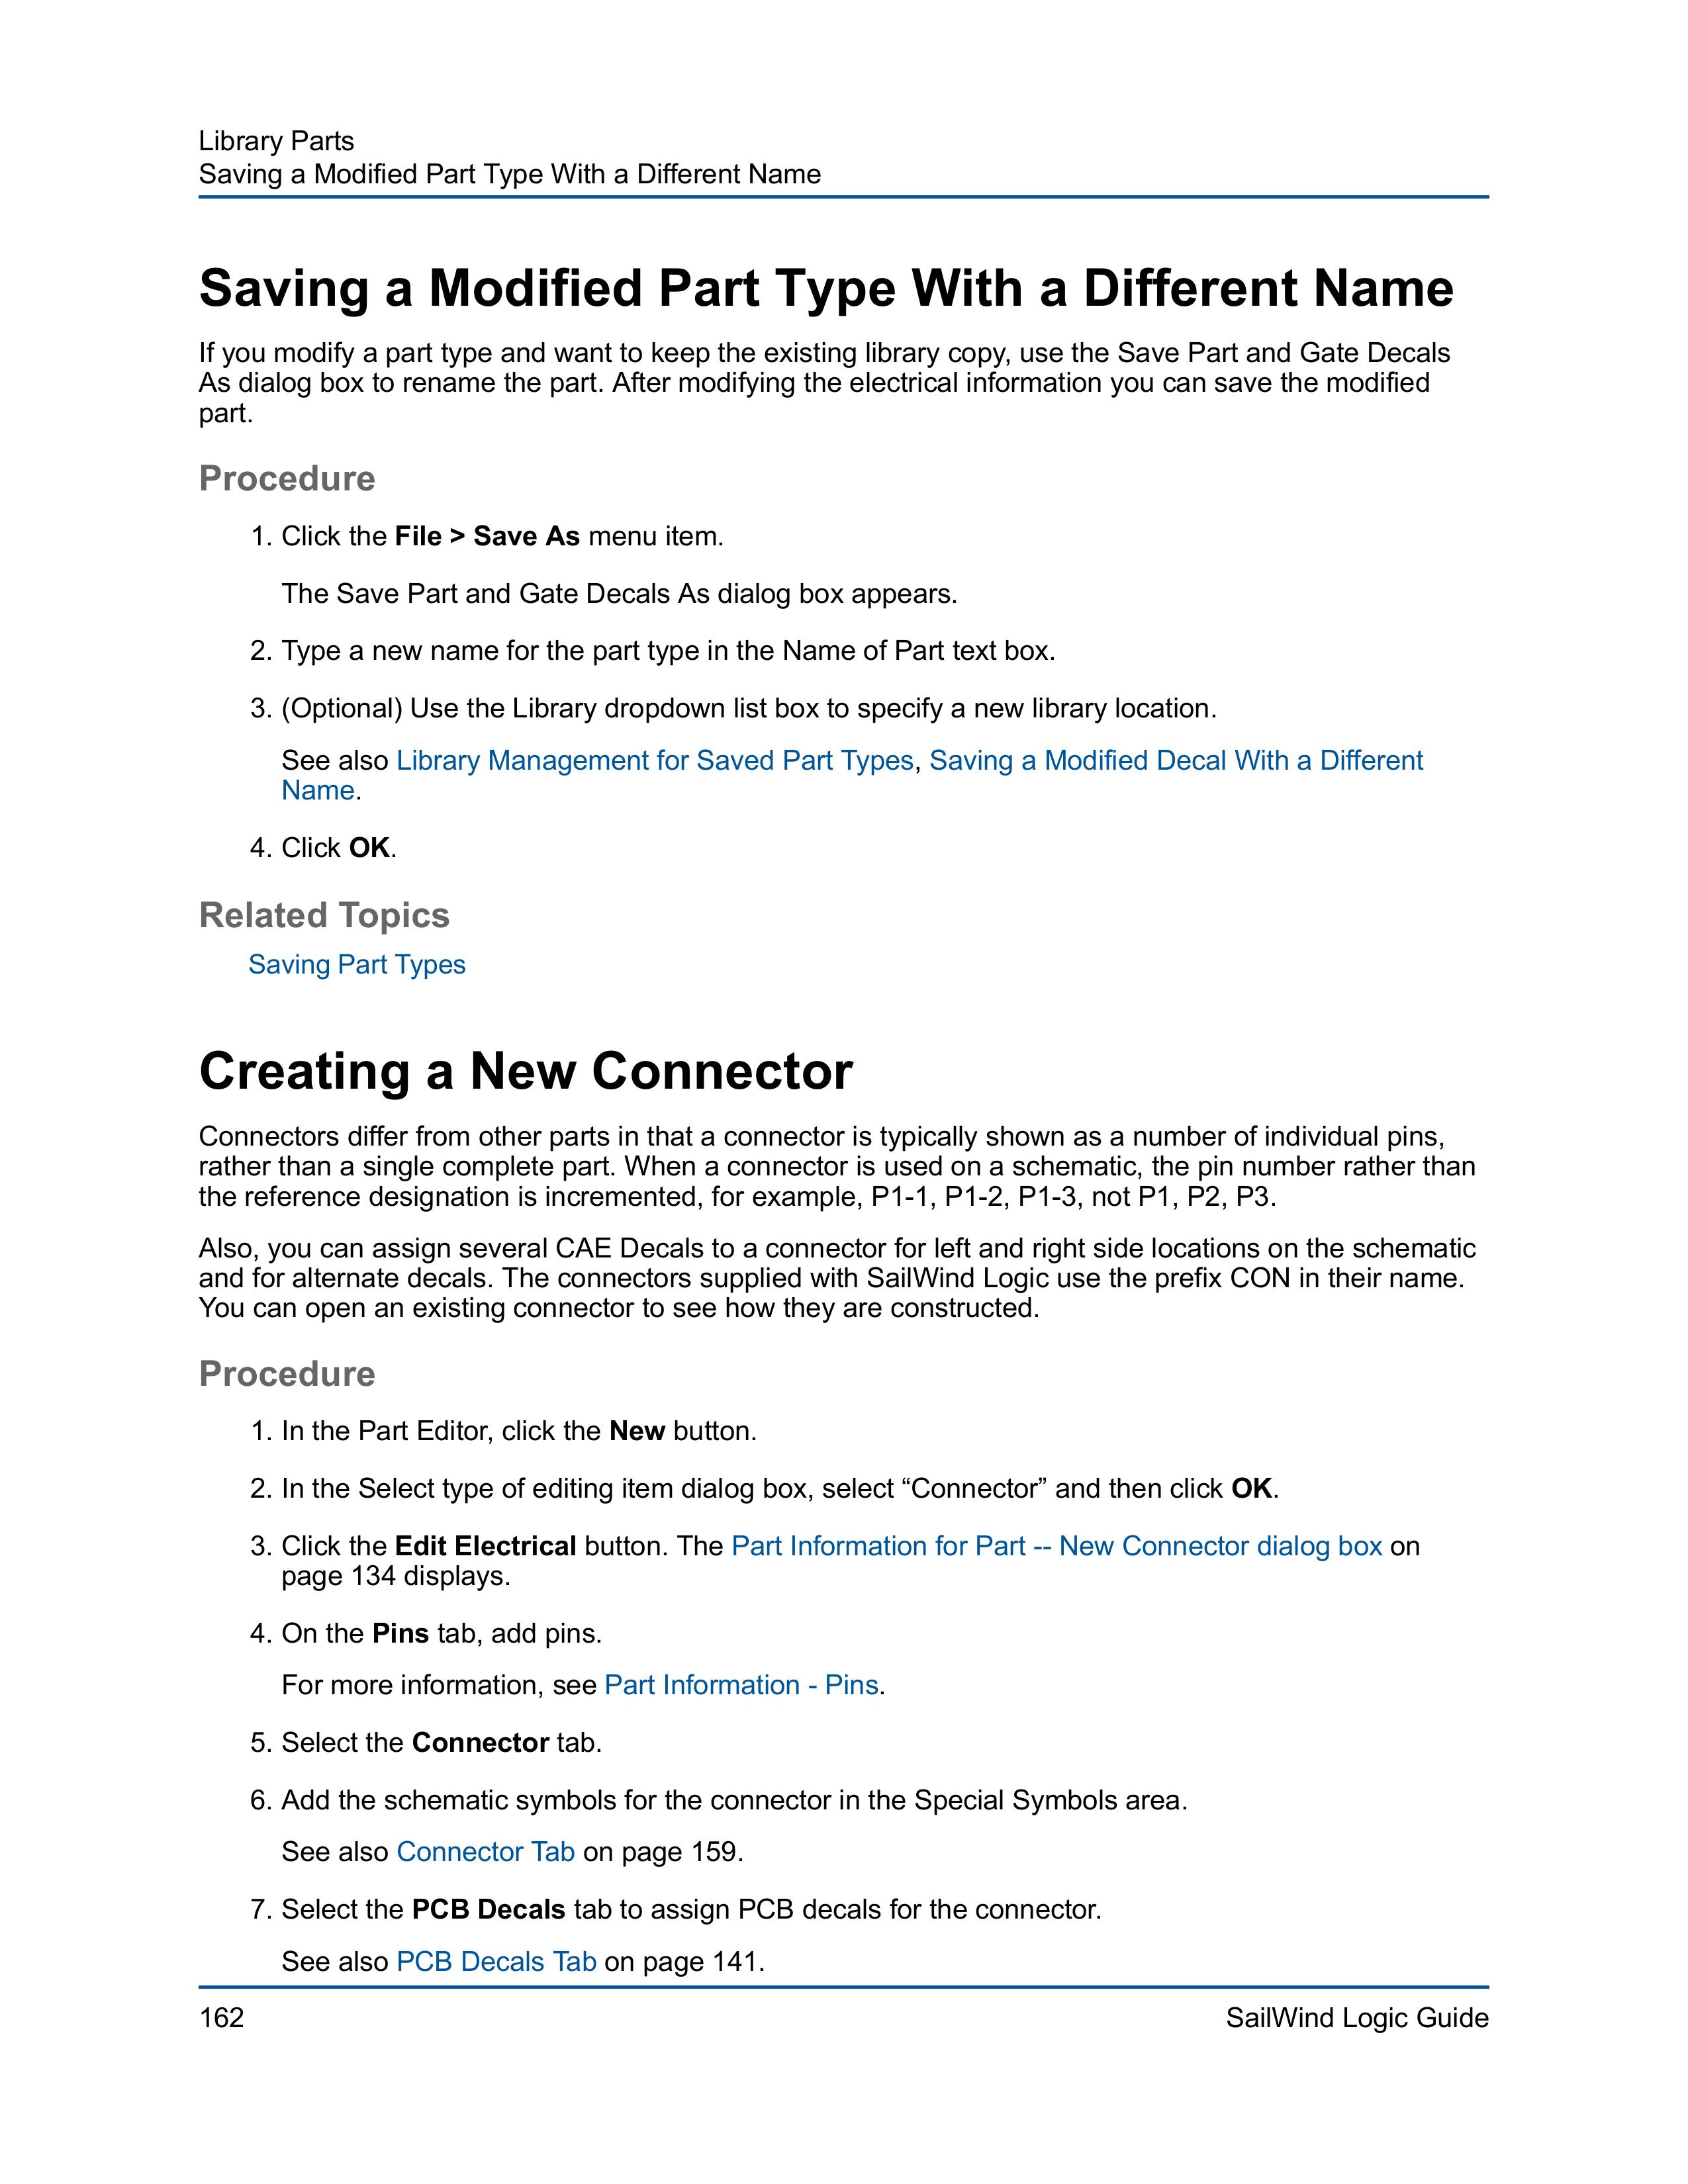 Library Parts
Saving a Modified Part Type With a Different Name
Saving a Modified Part Type With a Different Name
If you modify a part type and want to keep the existing library copy, use the Save Part and Gate Decals
As dialog box to rename the part. After modifying the electrical information you can save the modified
part.
Procedure
1. Click the File > Save As menu item.
The Save Part and Gate Decals As dialog box appears.
2. Type a new name for the part type in the Name of Part text box.
3. (Optional) Use the Library dropdown list box to specify a new library location.
See also Library Management for Saved Part Types, Saving a Modified Decal With a Different
Name.
4. Click OK.
Related Topics
Saving Part Types
Creating a New Connector
Connectors differ from other parts in that a connector is typically shown as a number of individual pins,
rather than a single complete part. When a connector is used on a schematic, the pin number rather than
the reference designation is incremented, for example, P1-1, P1-2, P1-3, not P1, P2, P3.
Also, you can assign several CAE Decals to a connector for left and right side locations on the schematic
and for alternate decals. The connectors supplied with SailWind Logic use the prefix CON in their name.
You can open an existing connector to see how they are constructed.
Procedure
1. In the Part Editor, click the New button.
2. In the Select type of editing item dialog box, select “Connector” and then click OK.
3. Click the Edit Electrical button. The Part Information for Part -- New Connector dialog box on
page 134 displays.
4. On the Pins tab, add pins.
For more information, see Part Information - Pins.
5. Select the Connector tab.
6. Add the schematic symbols for the connector in the Special Symbols area.
See also Connector Tab on page 159.
7. Select the PCB Decals tab to assign PCB decals for the connector.
See also PCB Decals Tab on page 141.
162
SailWind Logic Guide